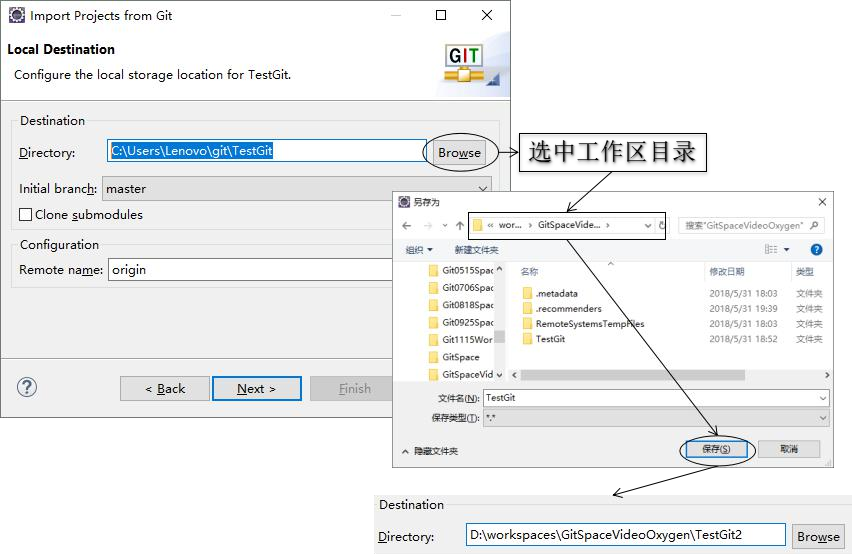 Import Projects from Git
Local Destination
Configure the local storage location for TestGit.
GIT
Destination
Directory: C:\Users\Lenovo\git\TestGit Browse
选中工作区目录
Initial branch: master
Clone submodules
Configuration
Remote name: origin
< Back Next > Finish
另存为
« wor... › GitSpaceVide... ›
搜索"GitSpaceVideoOxygen"
组织 新建文件夹
名称 修改日期 类型
Git0515Spac
Git0706Spac
Git0818Spac
Git0925Spac
Git1115Wor
GitSpace
GitSpaceVid
.metadata 2018/5/31 18:03 文件夹
.recommenders 2018/5/31 19:39 文件夹
RemoteSystemsTempFiles 2018/5/31 18:03 文件夹
TestGit 2018/5/31 18:52 文件夹
文件名(N): TestGit
保存类型(T): *.*
隐藏文件夹 保存(S) 取消
Destination
Directory: D:\workspaces\GitSpaceVideoOxygen\TestGit2 Browse